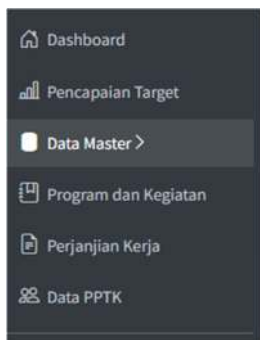 Dashboard
Pencapaian Target
Data Master >
Program dan Kegiatan
Perjanjian Kerja
Data PPTK